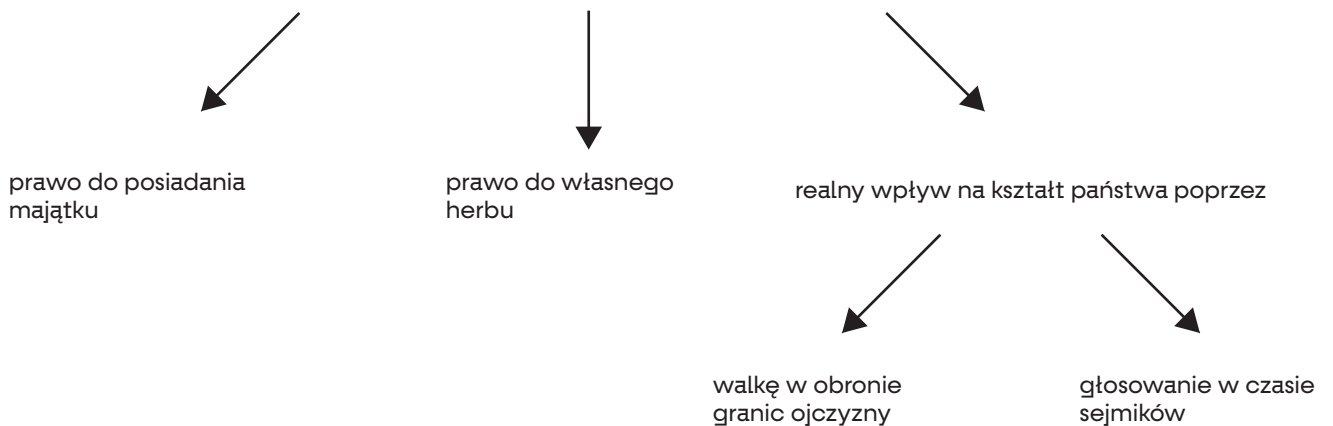 prawo do posiadania
majątku
prawo do własnego
herbu
realny wpływ na kształt państwa poprzez
walkę w obronie
granic ojczyzny
głosowanie w czasie
sejmików